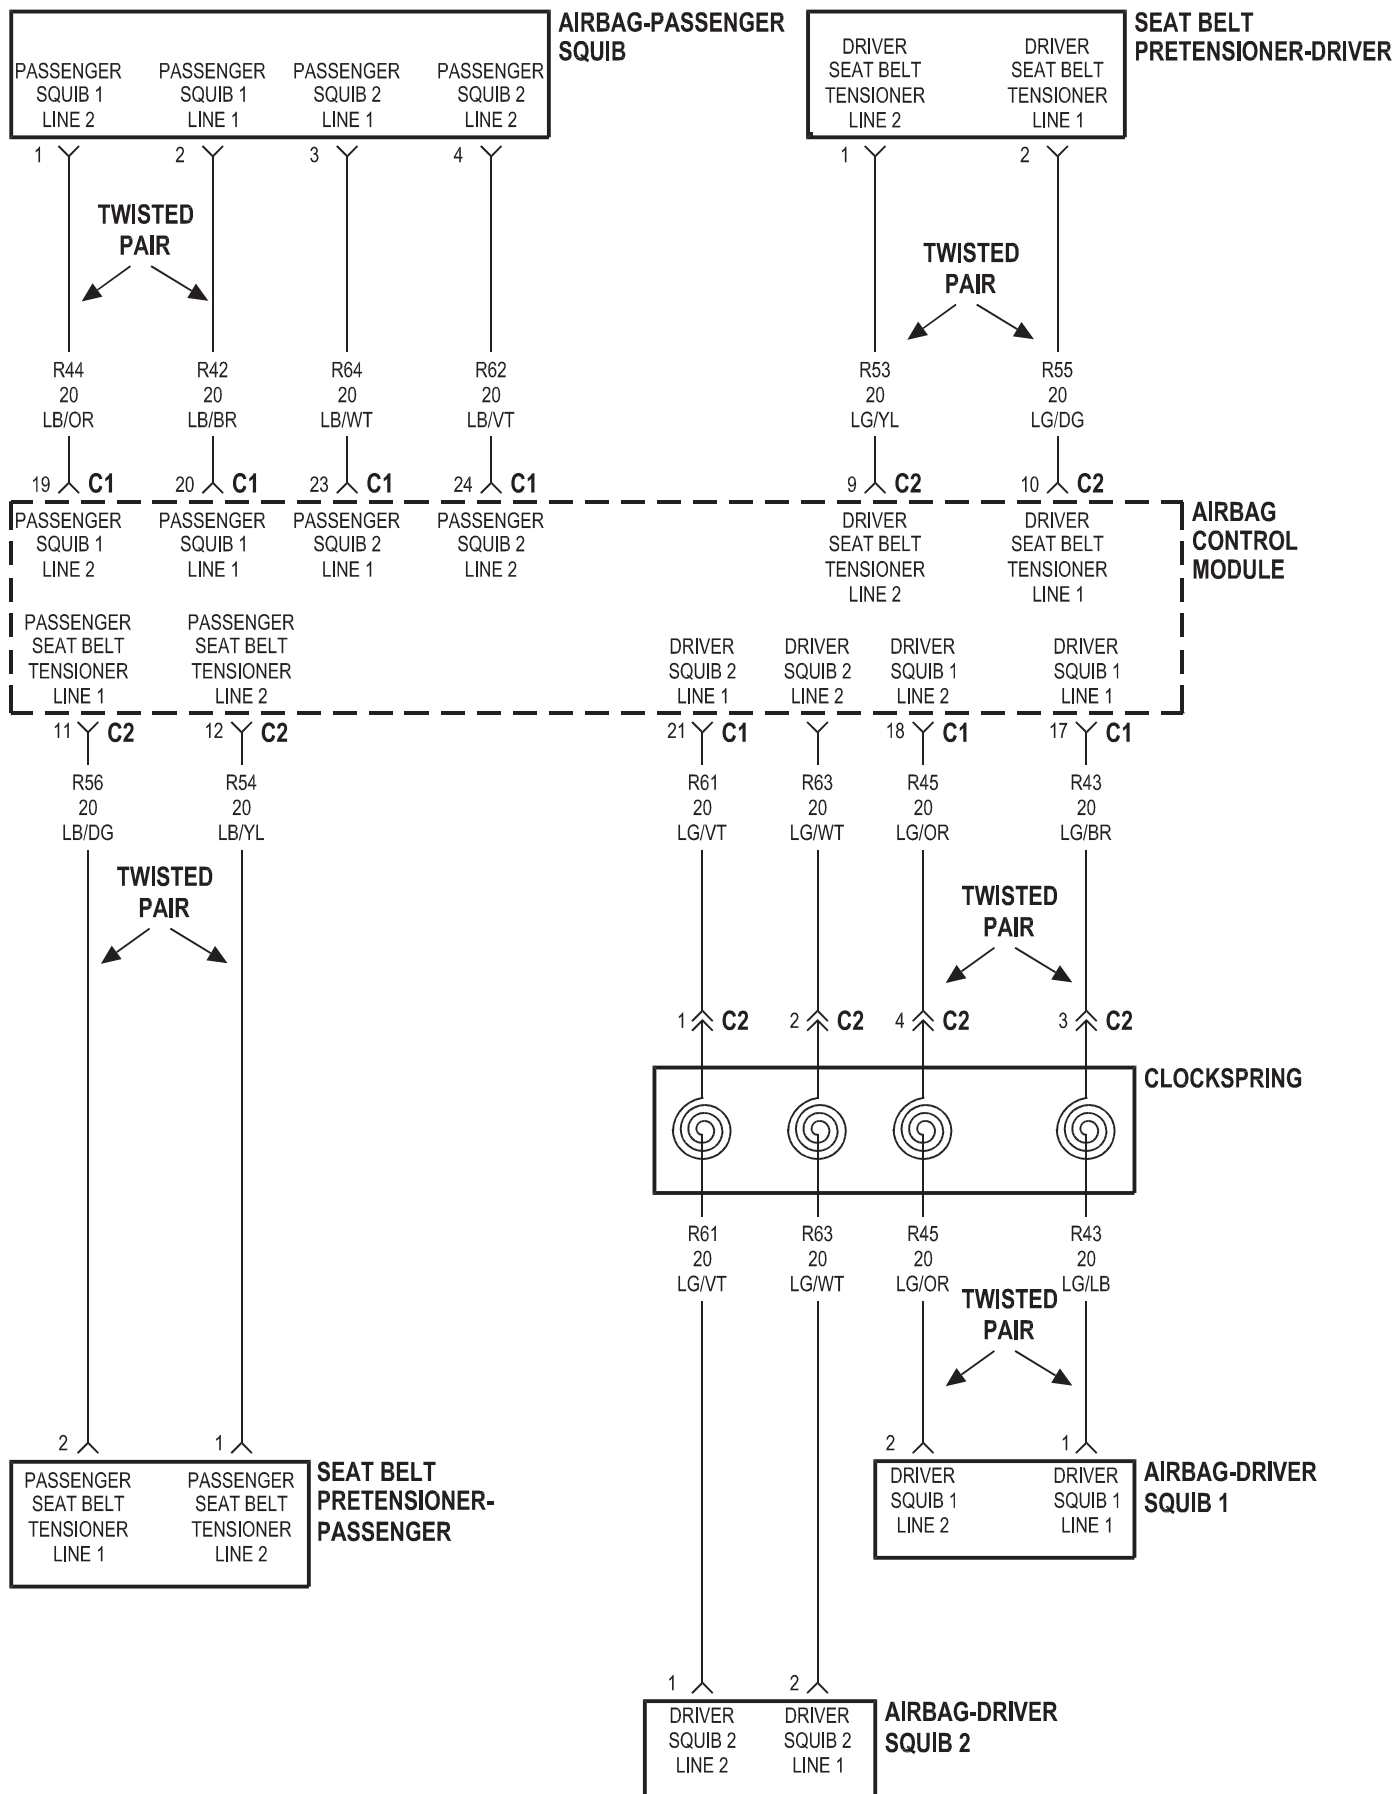 AIRBAG-PASSENGER
SQUIB
PASSENGER
SQUIB 1
LINE 2
PASSENGER
SQUIB 1
LINE 1
PASSENGER
SQUIB 2
LINE 1
PASSENGER
SQUIB 2
LINE 2
SEAT BELT
PRETENSIONER-DRIVER
DRIVER
SEAT BELT
TENSIONER
LINE 2
DRIVER
SEAT BELT
TENSIONER
LINE 1
1
2
3
4
1
2
TWISTED
PAIR
TWISTED
PAIR
R44
20
LB/OR
R42
20
LB/BR
R64
20
LB/WT
R62
20
LB/VT
R53
20
LG/YL
R55
20
LG/DG
19 C1
20 C1
23 C1
24 C1
9 C2
10 C2
AIRBAG
CONTROL
MODULE
PASSENGER
SQUIB 1
LINE 2
PASSENGER
SQUIB 1
LINE 1
PASSENGER
SQUIB 2
LINE 1
PASSENGER
SQUIB 2
LINE 2
DRIVER
SEAT BELT
TENSIONER
LINE 2
DRIVER
SEAT BELT
TENSIONER
LINE 1
PASSENGER
SEAT BELT
TENSIONER
LINE 1
PASSENGER
SEAT BELT
TENSIONER
LINE 2
DRIVER
SQUIB 2
LINE 1
DRIVER
SQUIB 2
LINE 2
DRIVER
SQUIB 1
LINE 2
DRIVER
SQUIB 1
LINE 1
11 C2
12 C2
21 C1
18 C1
17 C1
R56
20
LB/DG
R54
20
LB/YL
R61
20
LG/VT
R63
20
LG/WT
R45
20
LG/OR
R43
20
LG/BR
TWISTED
PAIR
TWISTED
PAIR
1 C2
2 C2
4 C2
3 C2
CLOCKSPRING
R61
20
LG/VT
R63
20
LG/WT
R45
20
LG/OR
R43
20
LG/LB
TWISTED
PAIR
2
1
2
1
PASSENGER
SEAT BELT
TENSIONER
LINE 1
PASSENGER
SEAT BELT
TENSIONER
LINE 2
SEAT BELT
PRETENSIONER-
PASSENGER
DRIVER
SQUIB 1
LINE 2
DRIVER
SQUIB 1
LINE 1
AIRBAG-DRIVER
SQUIB 1
1
2
DRIVER
SQUIB 2
LINE 2
DRIVER
SQUIB 2
LINE 1
AIRBAG-DRIVER
SQUIB 2